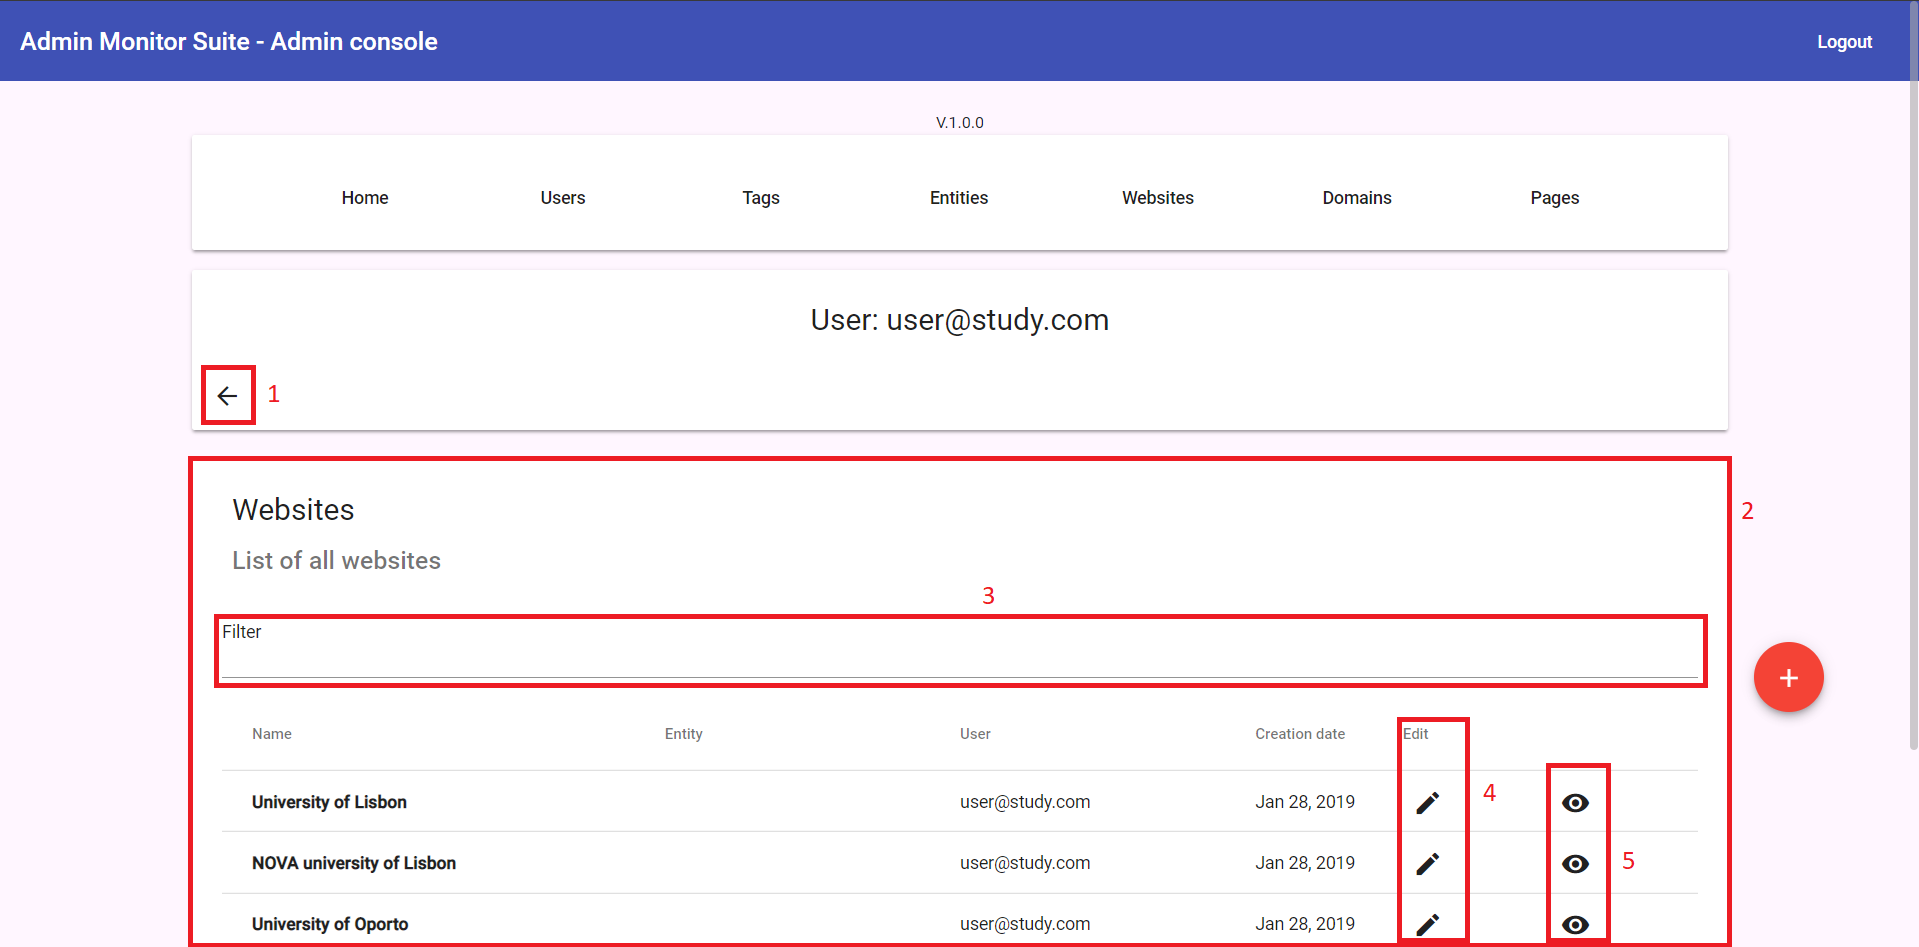 Admin Monitor Suite - Admin console Logout
V.1.0.0
Home Users Tags Entities Websites Domains Pages
User: user@study.com
1
Websites
2
List of all websites
3
Filter
+
Name Entity User Creation date Edit
University of Lisbon user@study.com Jan 28, 2019
4
NOVA university of Lisbon user@study.com Jan 28, 2019
5
University of Oporto user@study.com Jan 28, 2019